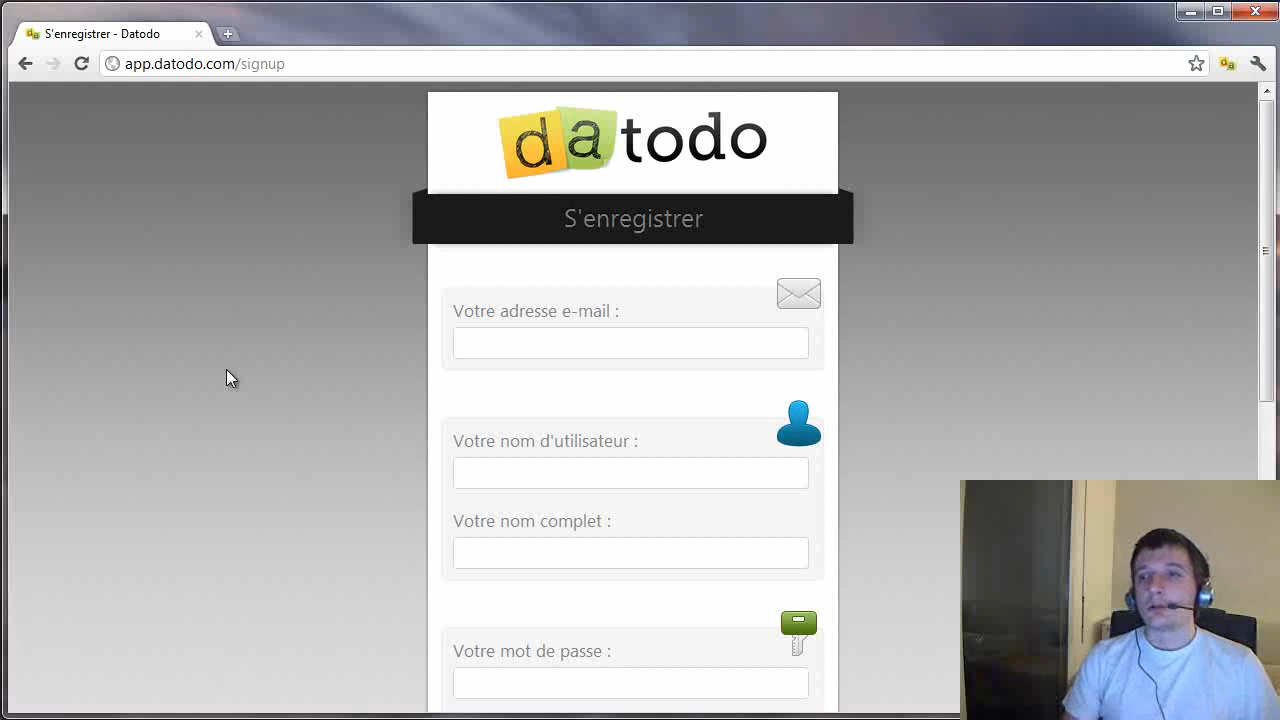 S'enregistrer - Datodo
app.datodo.com/signup
datodo
S'enregistrer
Votre adresse e-mail :
Votre nom d'utilisateur :
Votre nom complet :
Votre mot de passe :